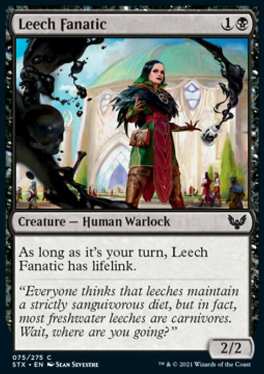 Leech Fanatic 1
Creature — Human Warlock
As long as it's your turn, Leech
Fanatic has lifelink.
"Everyone thinks that leeches maintain
a strictly sanguivorous diet, but in fact,
most freshwater leeches are carnivores.
Wait, where are you going?"
2/2
075/275 C
STX • EN Sean Sevestre
™ & © 2021 Wizards of the Coast